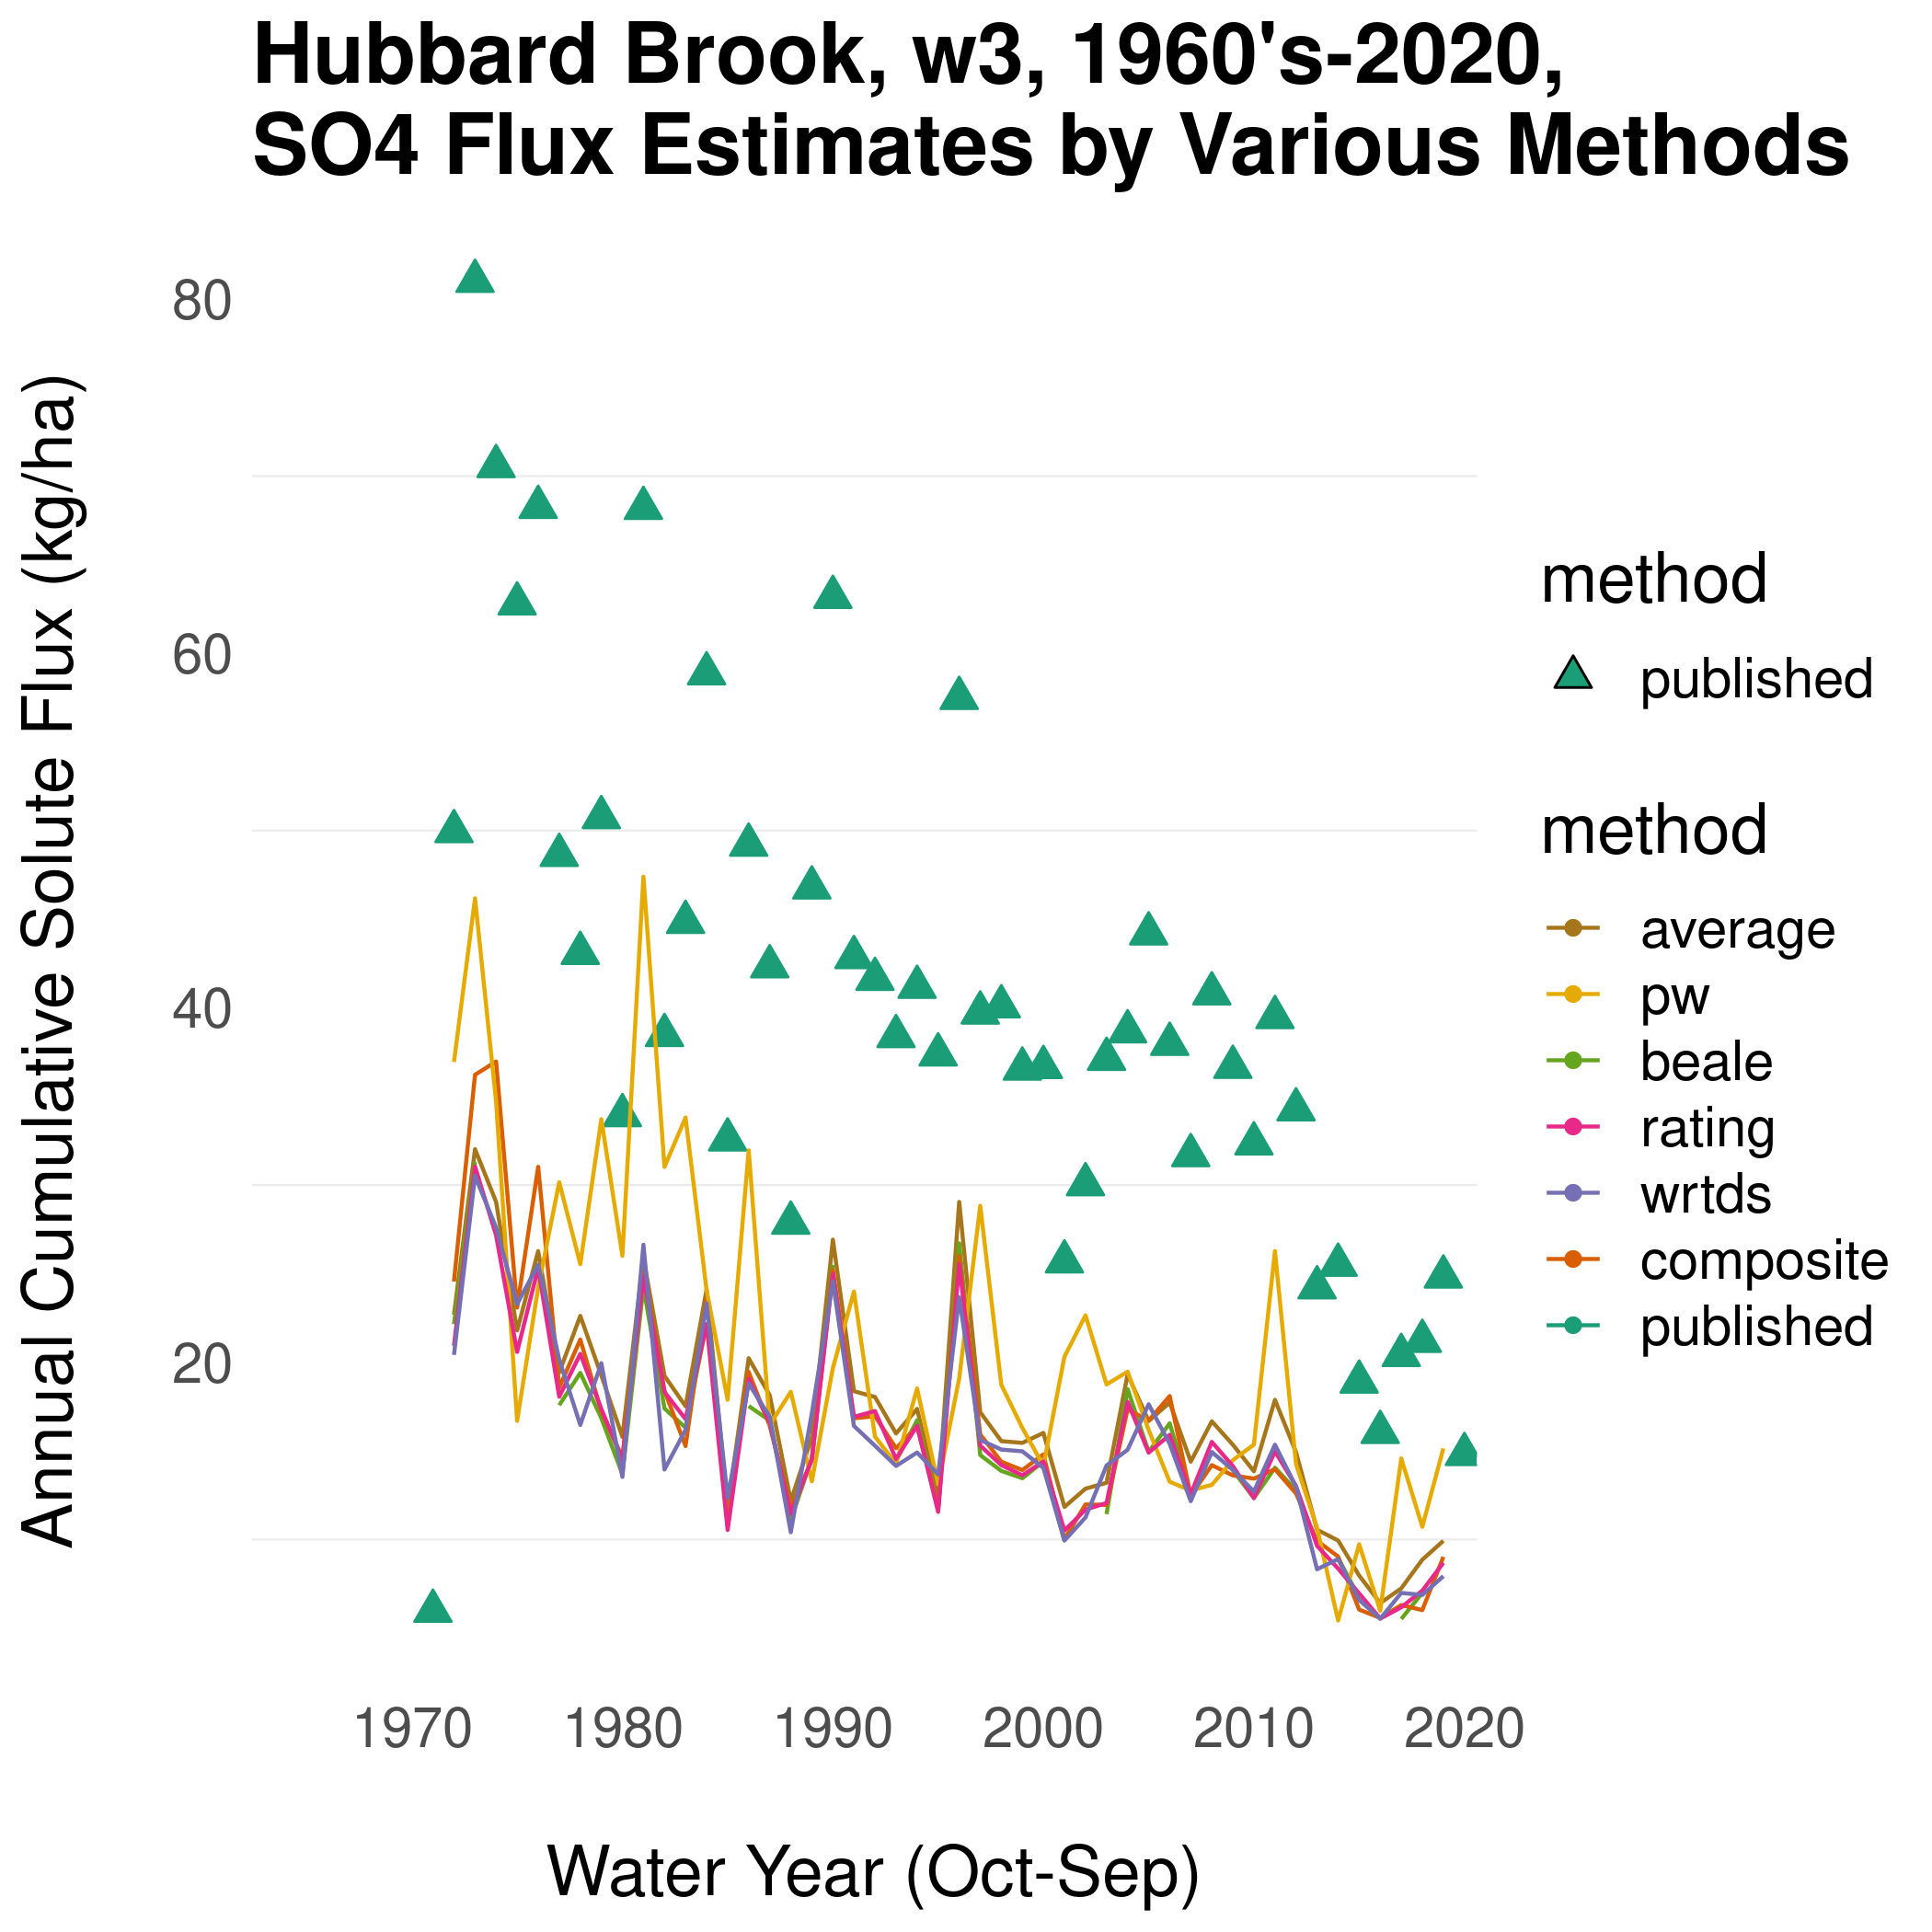 Hubbard Brook, w3, 1960's-2020,
SO4 Flux Estimates by Various Methods
Annual Cumulative Solute Flux (kg/ha)
80
60
40
20
1970 1980 1990 2000 2010 2020
Water Year (Oct-Sep)
method
published
method
average
pw
beale
rating
wrtds
composite
published